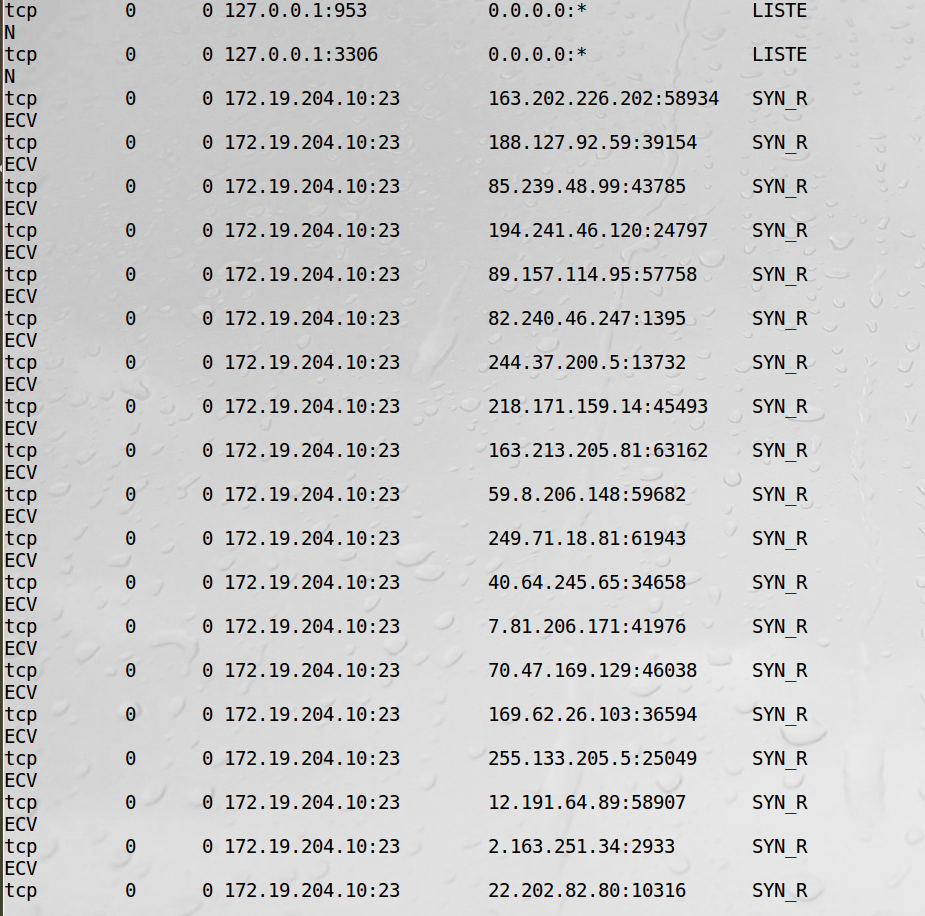 tcp 0 0 127.0.0.1:953 0.0.0.0:* LISTE
N
tcp 0 0 127.0.0.1:3306 0.0.0.0:* LISTE
N
tcp 0 0 172.19.204.10:23 163.202.226.202:58934 SYN_R
ECV
tcp 0 0 172.19.204.10:23 188.127.92.59:39154 SYN_R
ECV
tcp 0 0 172.19.204.10:23 85.239.48.99:43785 SYN_R
ECV
tcp 0 0 172.19.204.10:23 194.241.46.120:24797 SYN_R
ECV
tcp 0 0 172.19.204.10:23 89.157.114.95:57758 SYN_R
ECV
tcp 0 0 172.19.204.10:23 82.240.46.247:1395 SYN_R
ECV
tcp 0 0 172.19.204.10:23 244.37.200.5:13732 SYN_R
ECV
tcp 0 0 172.19.204.10:23 218.171.159.14:45493 SYN_R
ECV
tcp 0 0 172.19.204.10:23 163.213.205.81:63162 SYN_R
ECV
tcp 0 0 172.19.204.10:23 59.8.206.148:59682 SYN_R
ECV
tcp 0 0 172.19.204.10:23 249.71.18.81:61943 SYN_R
ECV
tcp 0 0 172.19.204.10:23 40.64.245.65:34658 SYN_R
ECV
tcp 0 0 172.19.204.10:23 7.81.206.171:41976 SYN_R
ECV
tcp 0 0 172.19.204.10:23 70.47.169.129:46038 SYN_R
ECV
tcp 0 0 172.19.204.10:23 169.62.26.103:36594 SYN_R
ECV
tcp 0 0 172.19.204.10:23 255.133.205.5:25049 SYN_R
ECV
tcp 0 0 172.19.204.10:23 12.191.64.89:58907 SYN_R
ECV
tcp 0 0 172.19.204.10:23 2.163.251.34:2933 SYN_R
ECV
tcp 0 0 172.19.204.10:23 22.202.82.80:10316 SYN_R